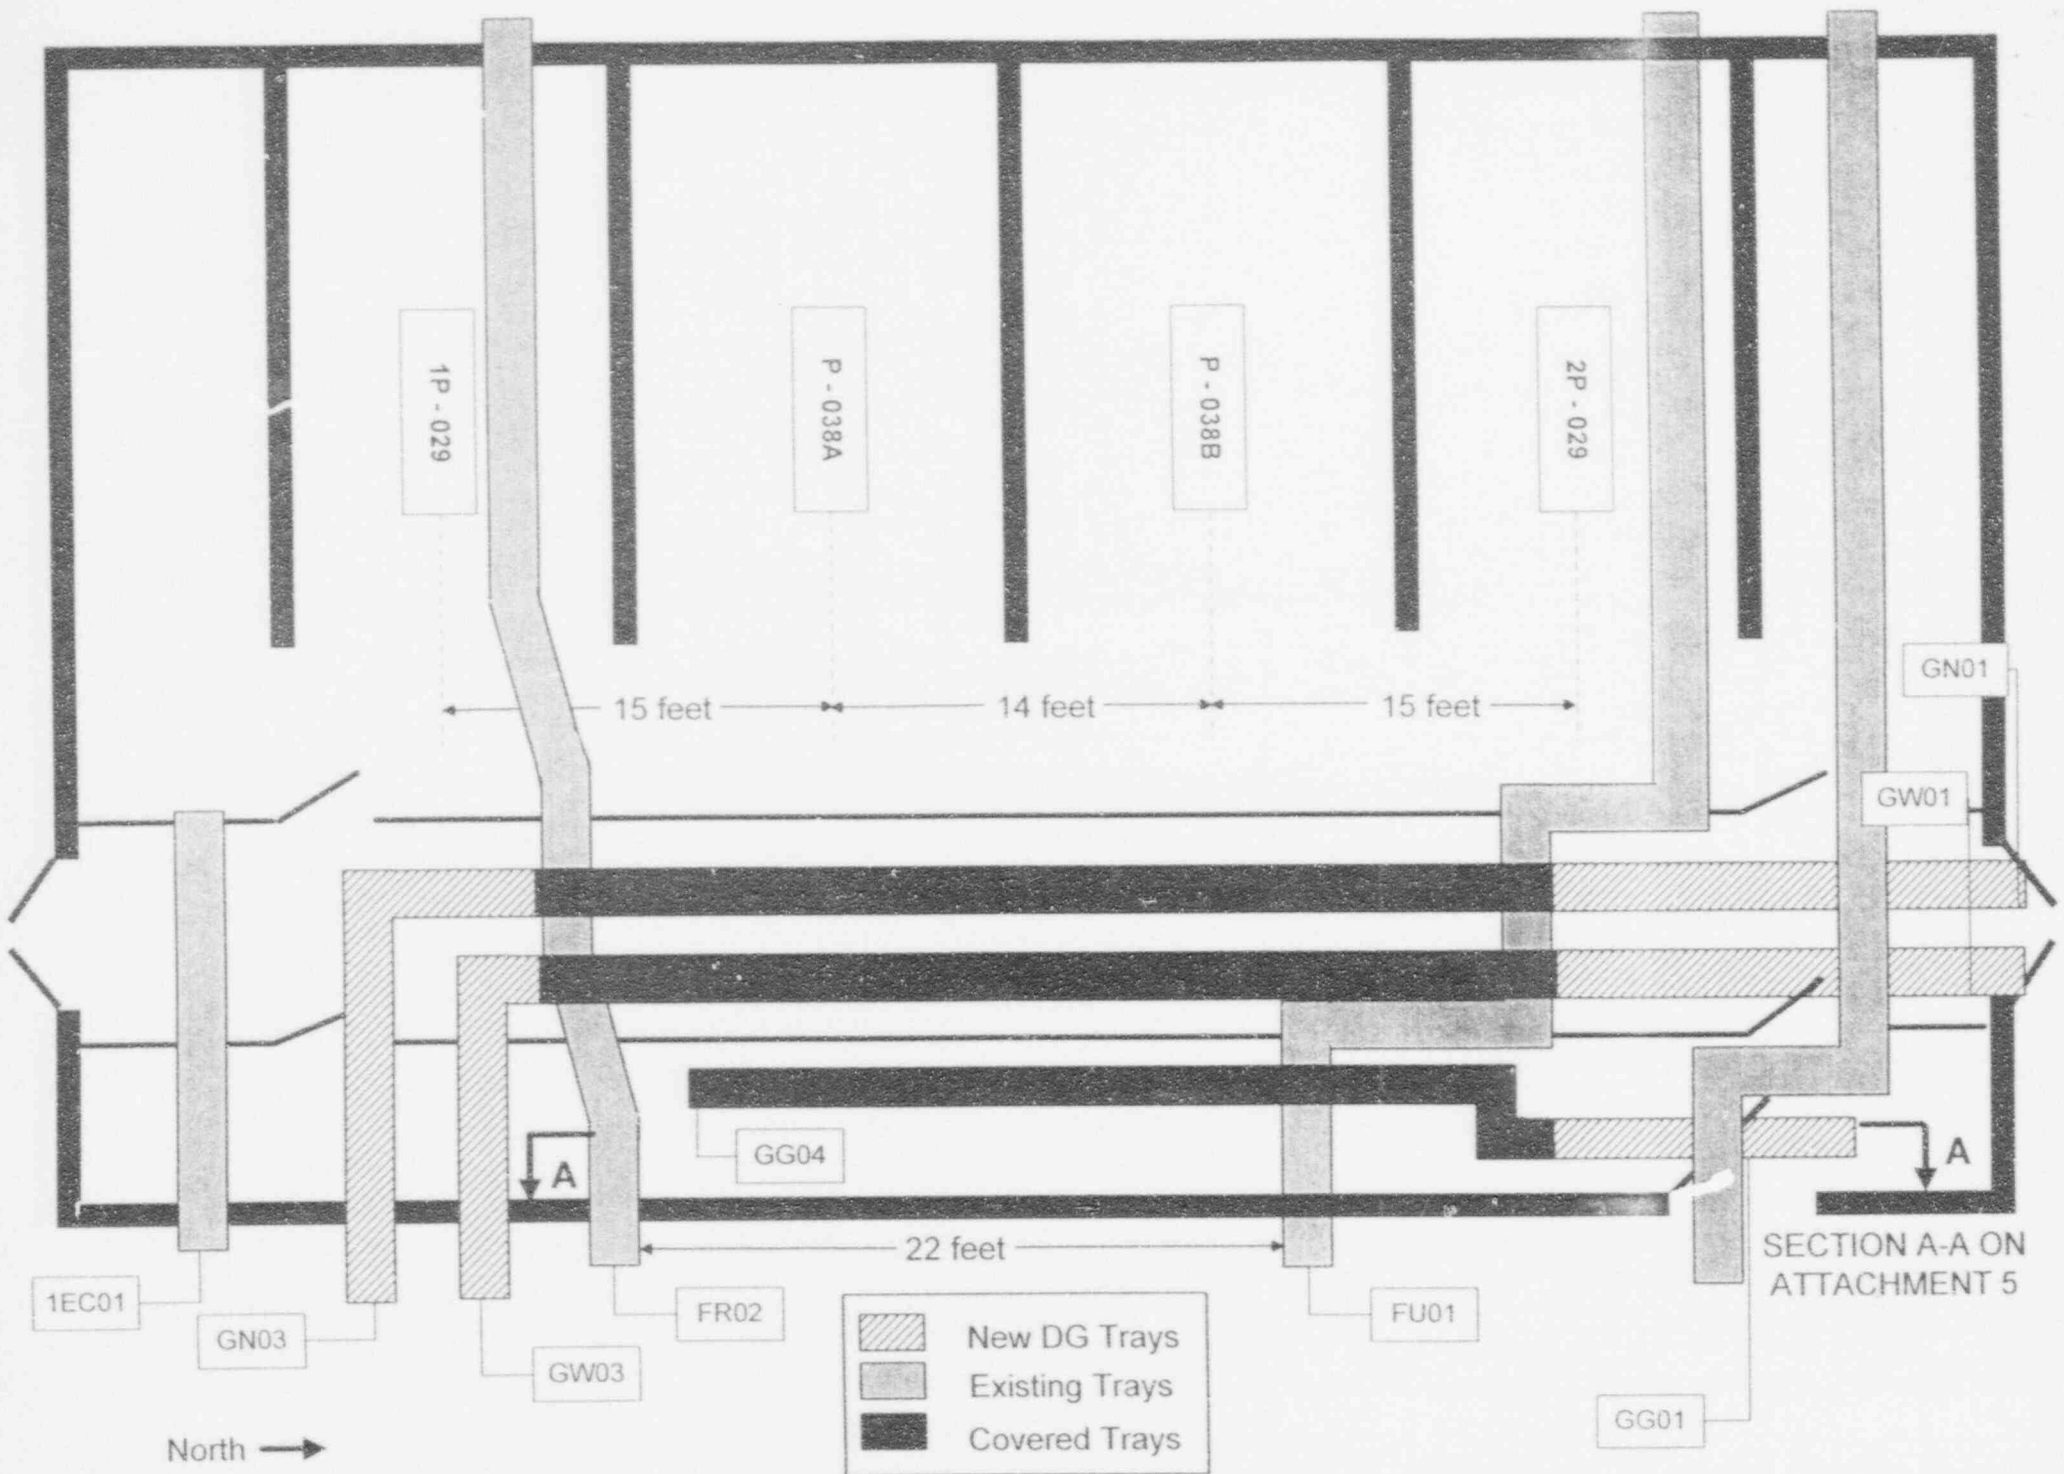 1P - 029
P - 038A
P - 038B
2P - 029
GN01
15 feet
14 feet
15 feet
GW01
GG04
A
A
22 feet
SECTION A-A ON
ATTACHMENT 5
1EC01
GN03
FR02
GW03
FU01
GG01
New DG Trays
Existing Trays
Covered Trays
North